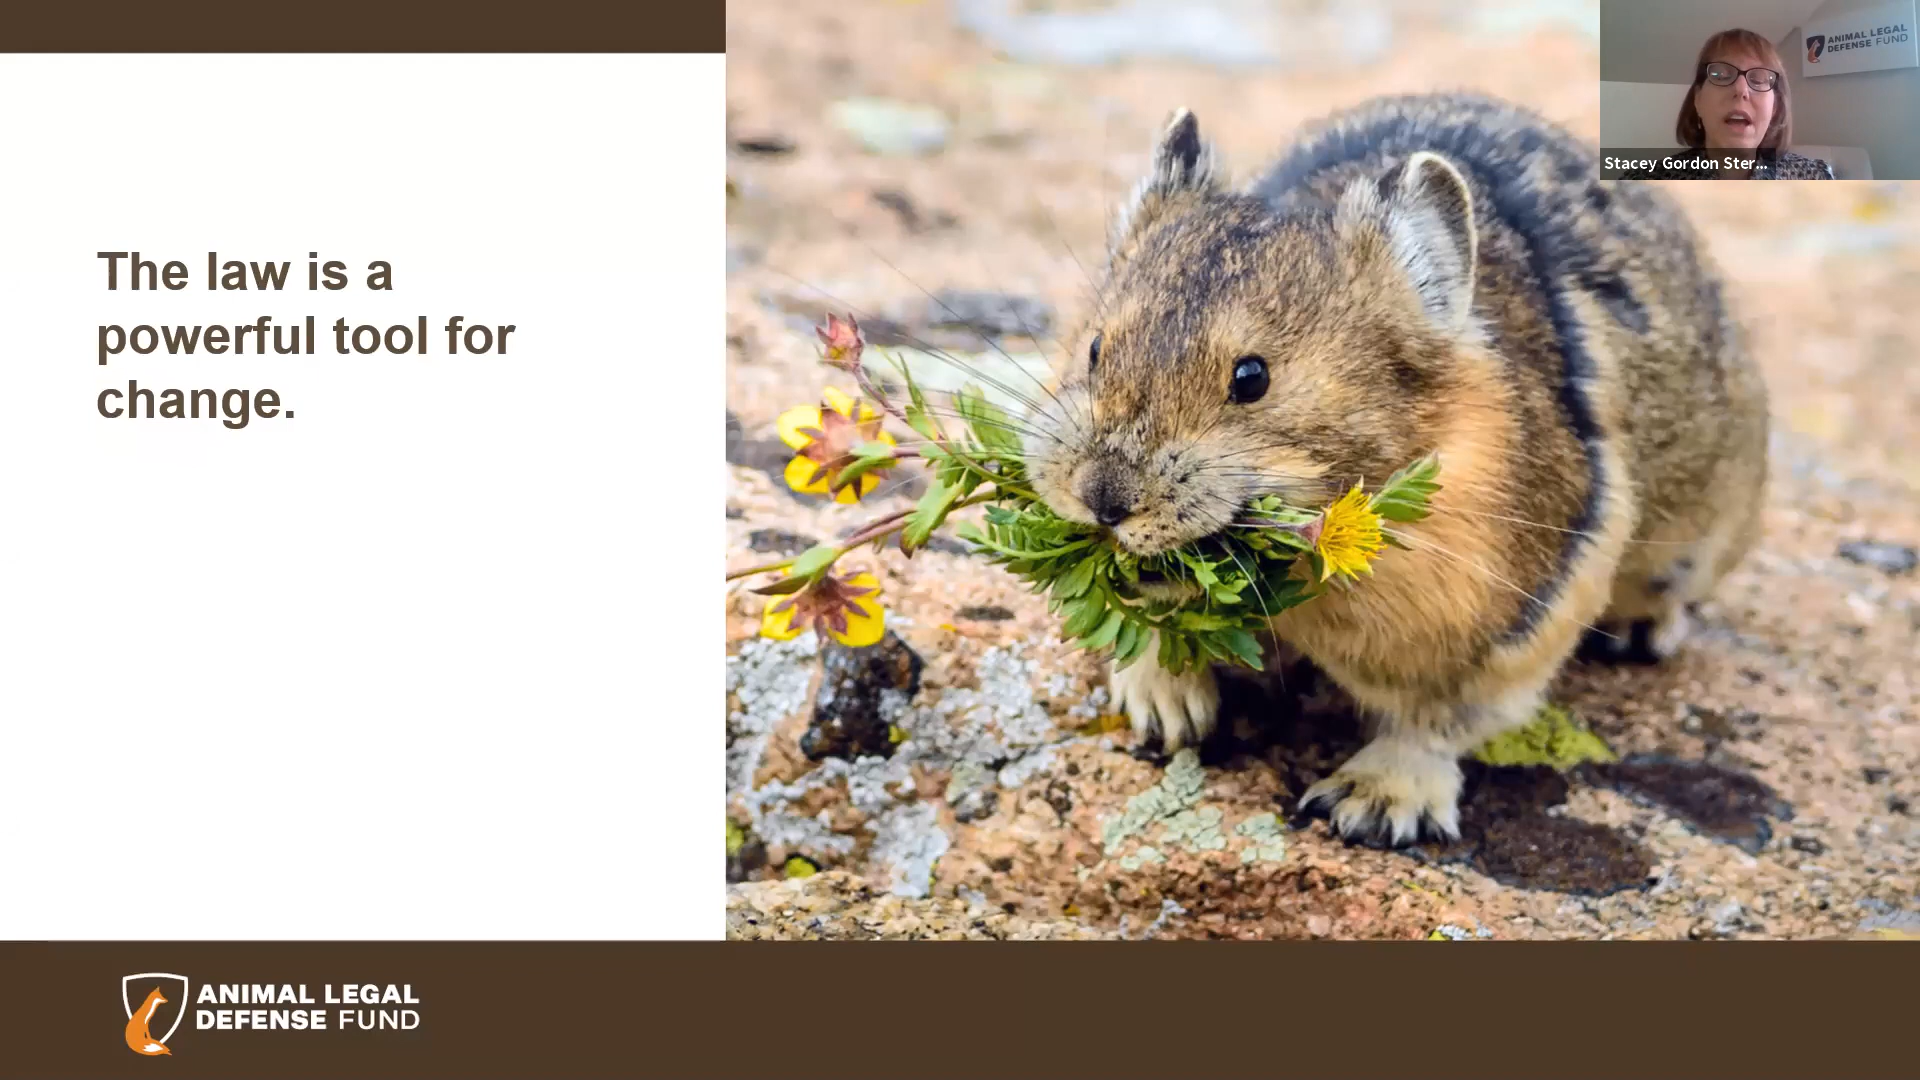 The law is a
powerful tool for
change.
ANIMAL LEGAL
DEFENSE FUND
Stacey Gordon Ster...
ANIMAL LEGAL
DEFENSE FUND